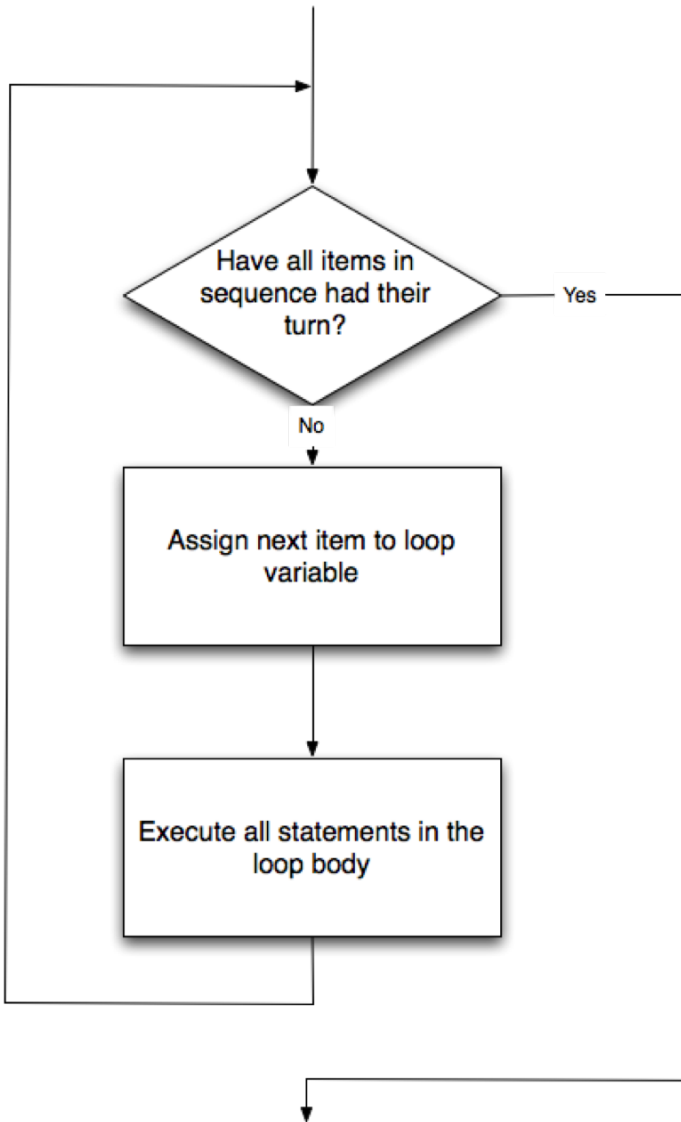 Have all items in
sequence had their
turn?
Yes
No
Assign next item to loop
variable
Execute all statements in the
loop body